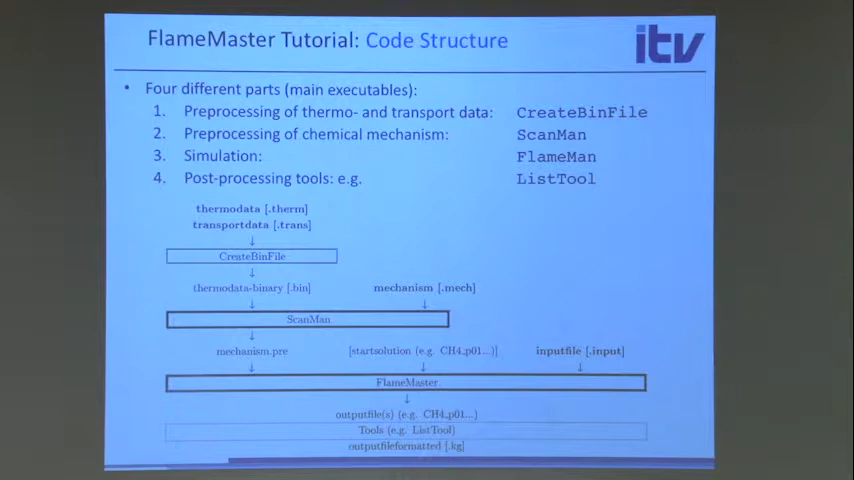 FlameMaster Tutorial: Code Structure
itv
• Four different parts (main executables):
1. Preprocessing of thermo- and transport data: CreateBinFile
2. Preprocessing of chemical mechanism: ScanMan
3. Simulation: FlameMan
4. Post-processing tools: e.g. ListTool
thermodata [.therm]
transportdata [.trans]
↓
CreateBinFile
↓
thermodata-binary [.bin] mechanism [.mech]
↓ ↓
ScanMan
↓
mechanism.pre [startsolution (e.g. CH4_p01...)] inputfile [.input]
↓ ↓ ↓
FlameMaster
↓
outputfile(s) (e.g. CH4_p01...)
Tools (e.g. ListTool)
outputfileformatted [.kg]